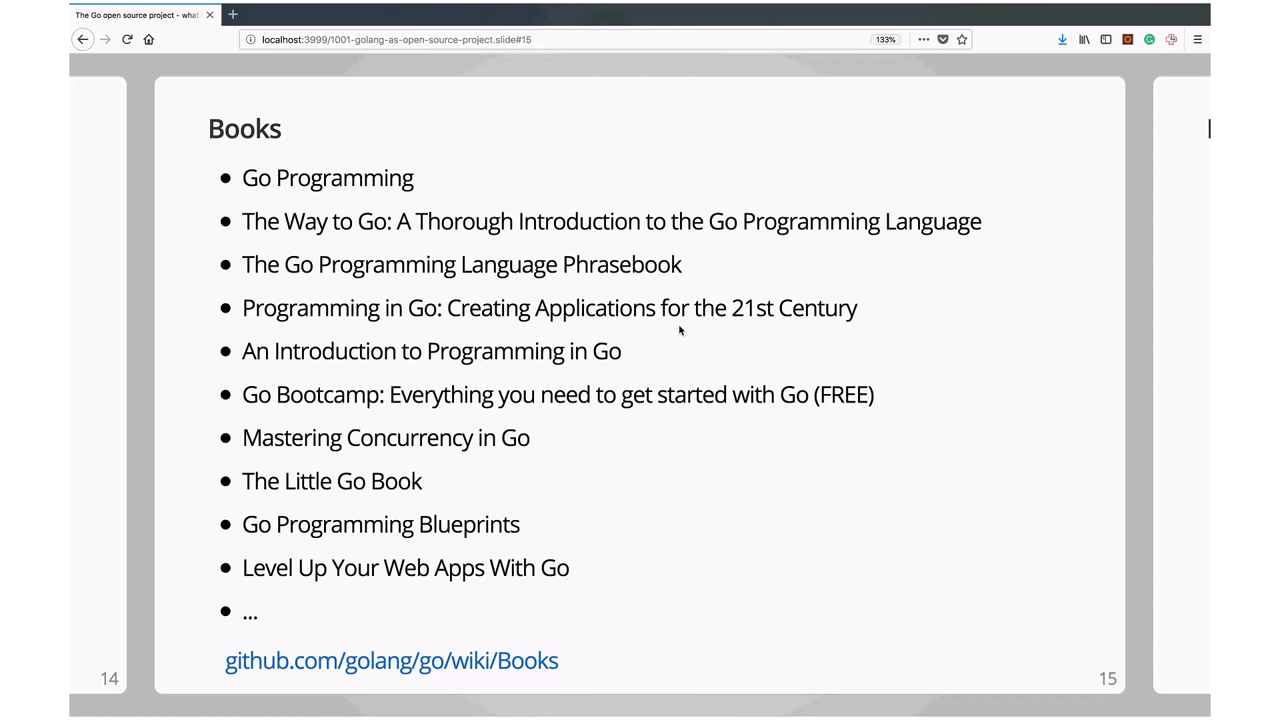 The Go open source project - what
localhost:3999/1001-golang-as-open-source-project.slide#15
133%
Books
Go Programming
The Way to Go: A Thorough Introduction to the Go Programming Language
The Go Programming Language Phrasebook
Programming in Go: Creating Applications for the 21st Century
An Introduction to Programming in Go
Go Bootcamp: Everything you need to get started with Go (FREE)
Mastering Concurrency in Go
The Little Go Book
Go Programming Blueprints
Level Up Your Web Apps With Go
...
github.com/golang/go/wiki/Books
14
15